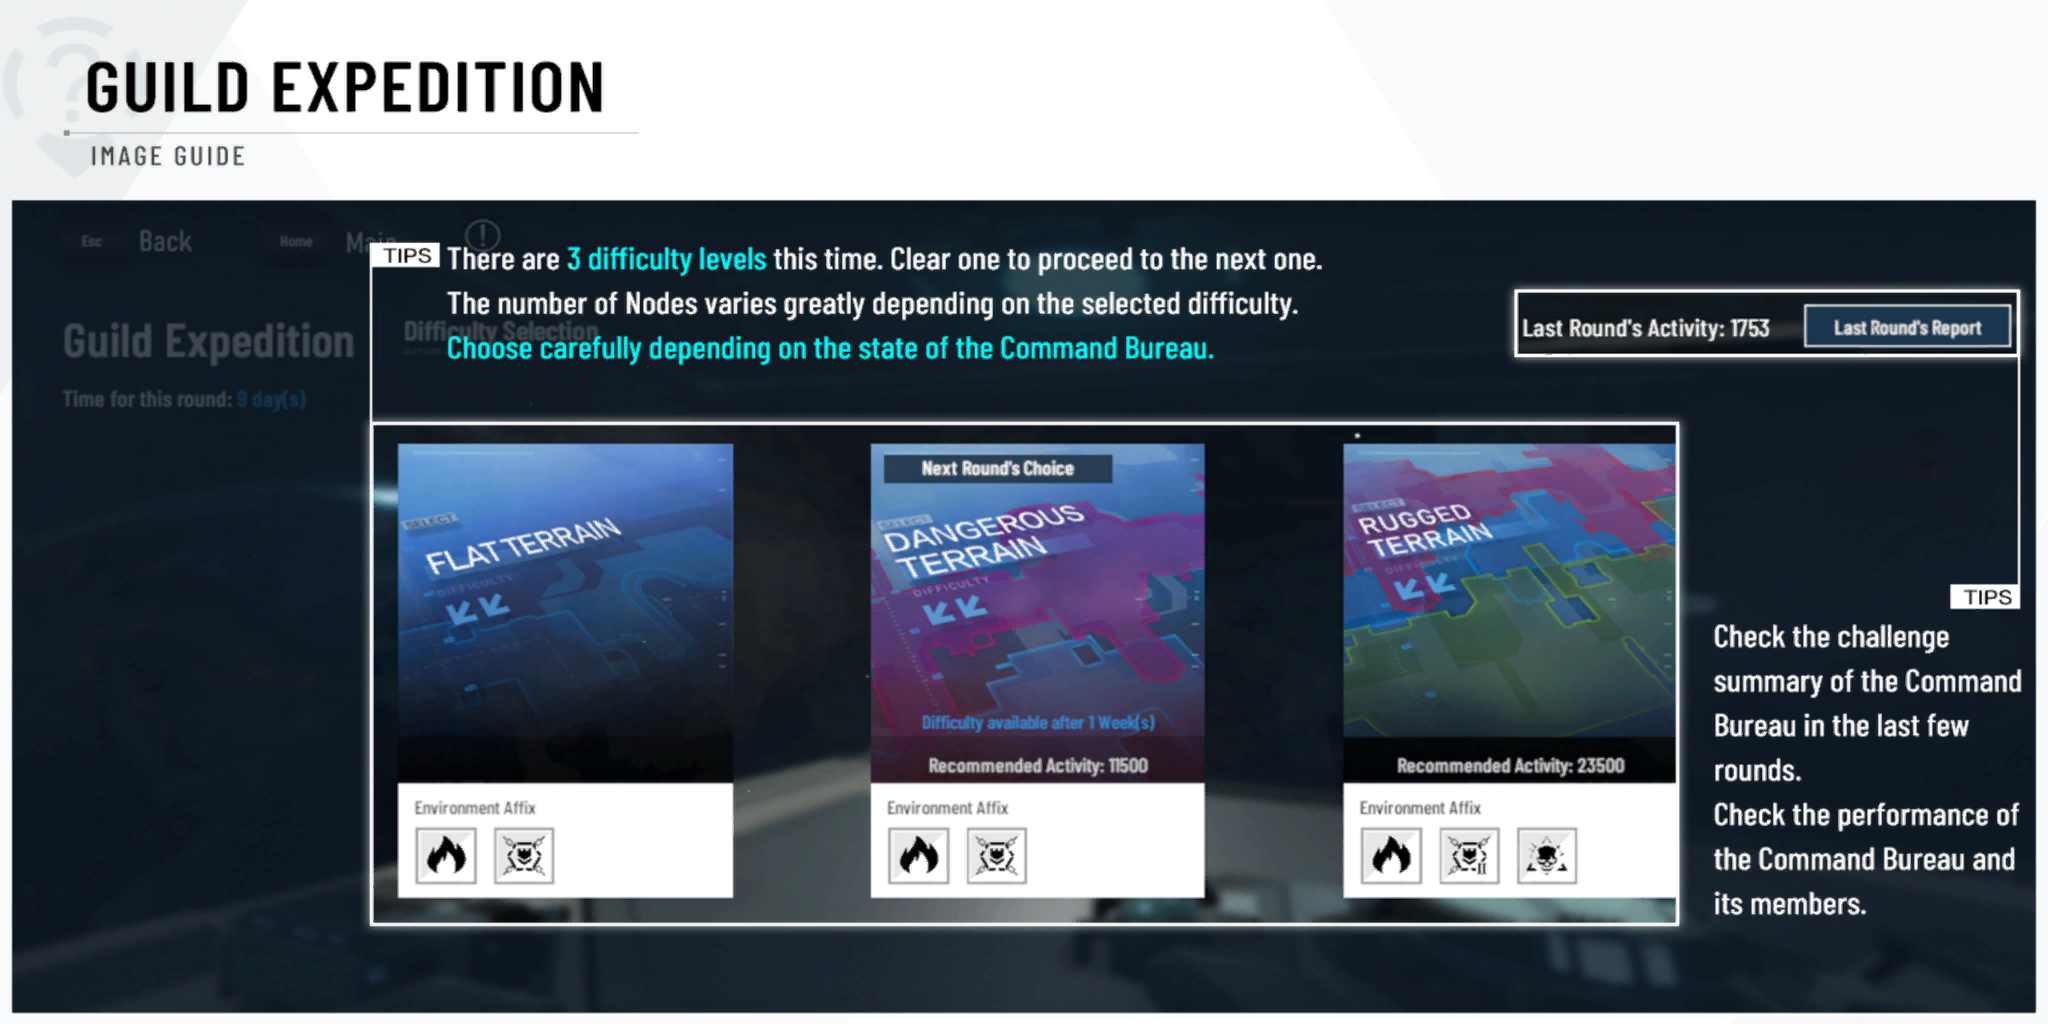 GUILD EXPEDITION
IMAGE GUIDE
Esc Back Home Main
TIPS
There are 3 difficulty levels this time. Clear one to proceed to the next one.
The number of Nodes varies greatly depending on the selected difficulty.
Choose carefully depending on the state of the Command Bureau.
Guild Expedition
Difficulty Selection
Time for this round: 9 day(s)
Last Round's Activity: 1753
Last Round's Report
SELECT
FLAT TERRAIN
DIFFICULTY
Environment Affix
Next Round's Choice
SELECT
DANGEROUS
TERRAIN
DIFFICULTY
Difficulty available after 1 Week(s)
Recommended Activity: 11500
Environment Affix
SELECT
RUGGED
TERRAIN
DIFFICULTY
Recommended Activity: 23500
Environment Affix
II
TIPS
Check the challenge
summary of the Command
Bureau in the last few
rounds.
Check the performance of
the Command Bureau and
its members.